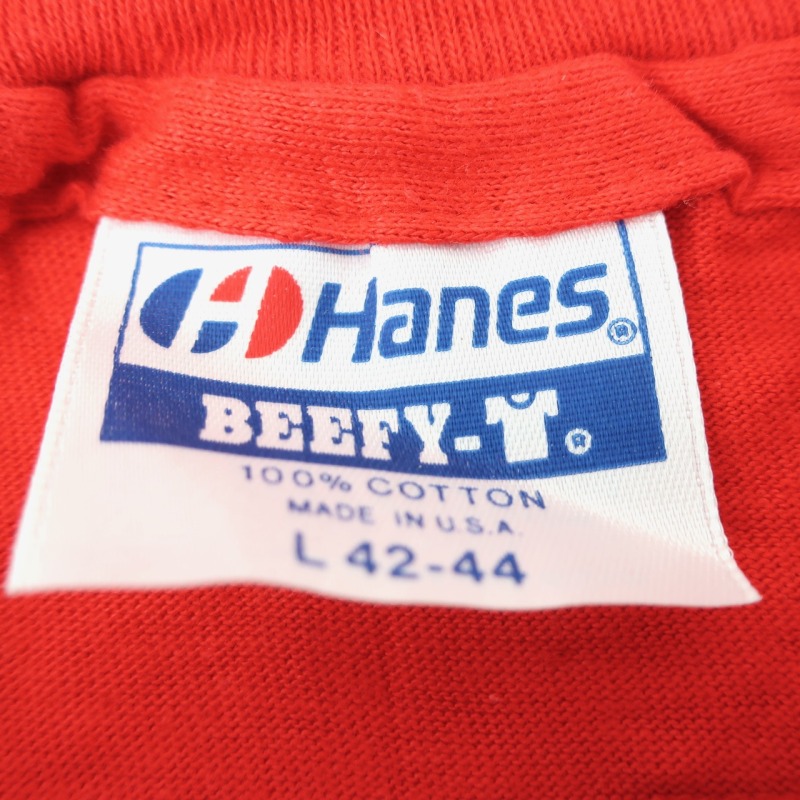 Hanes®
BEEFY-T®
100% COTTON
MADE IN U.S.A.
L 42-44